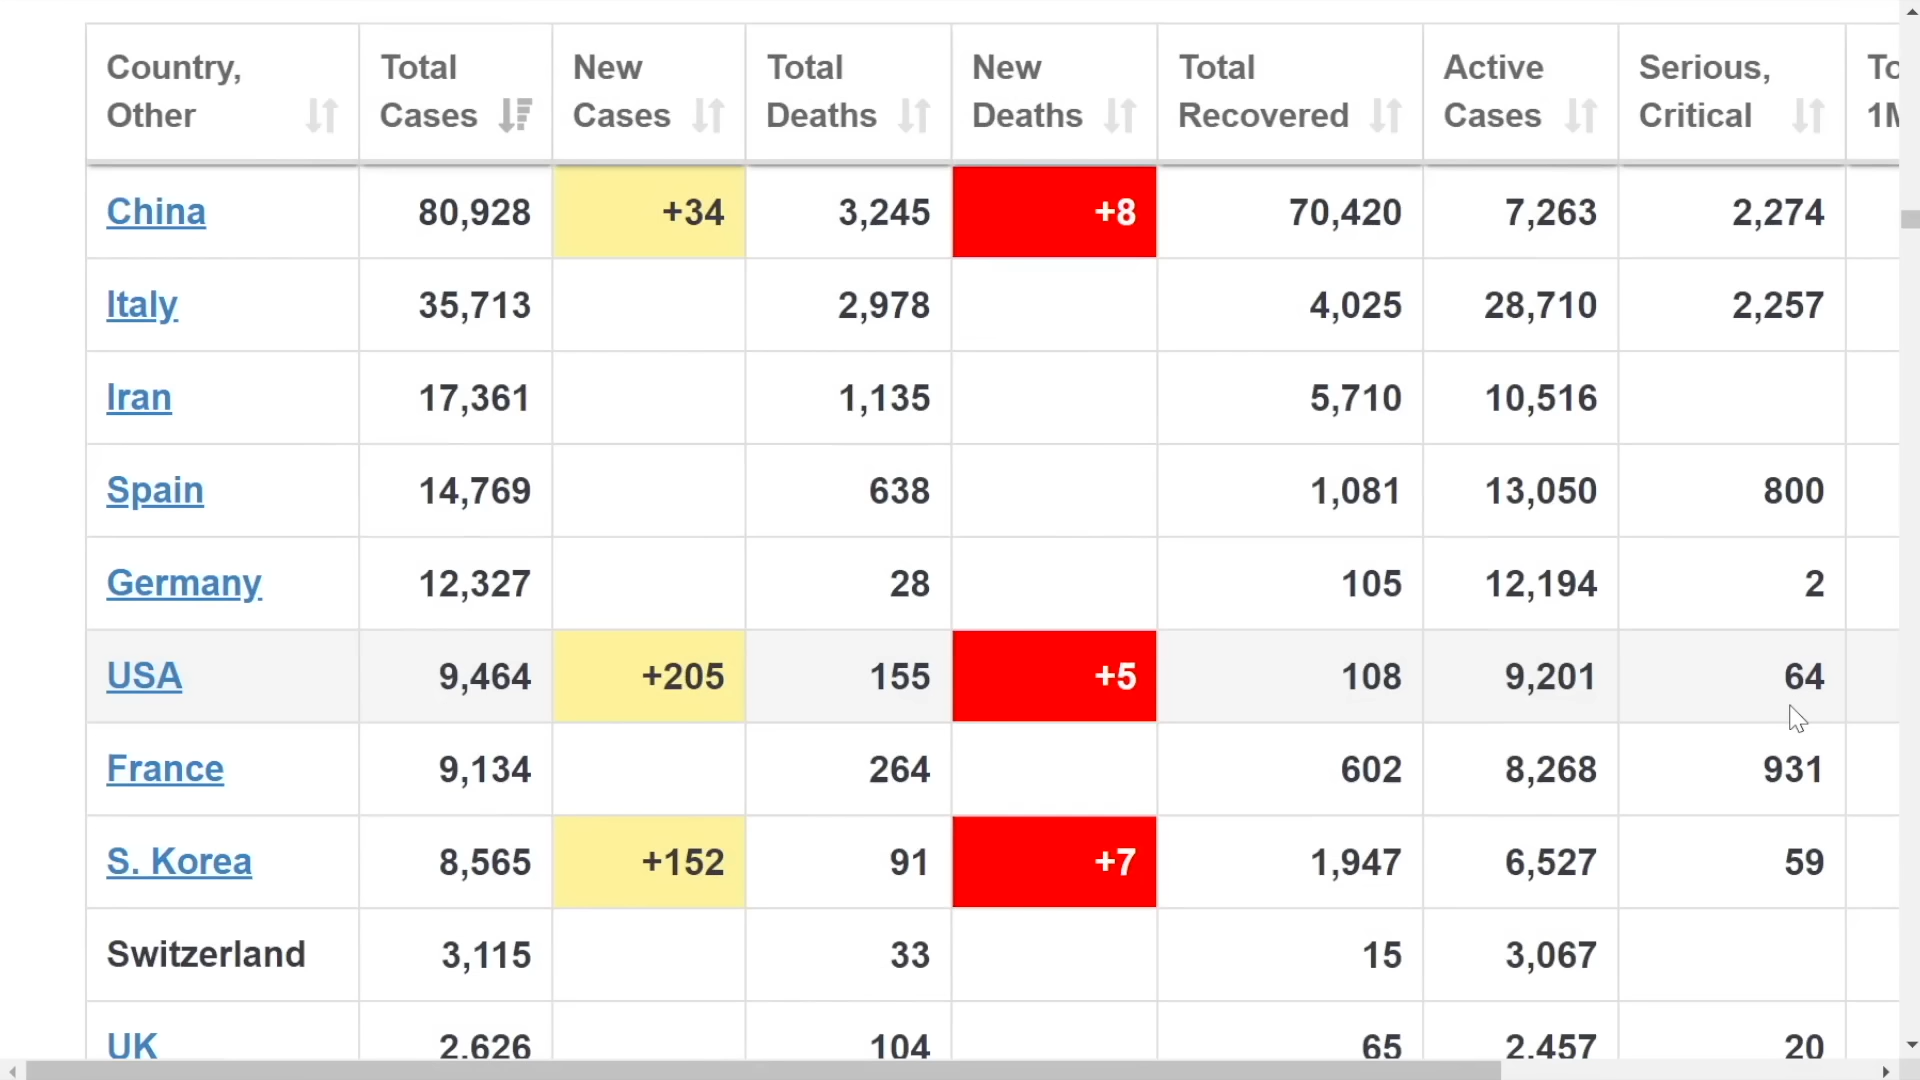 Country, Other Total Cases New Cases Total Deaths New Deaths Total Recovered Active Cases Serious, Critical
China 80,928 +34 3,245 +8 70,420 7,263 2,274
Italy 35,713 2,978 4,025 28,710 2,257
Iran 17,361 1,135 5,710 10,516
Spain 14,769 638 1,081 13,050 800
Germany 12,327 28 105 12,194 2
USA 9,464 +205 155 +5 108 9,201 64
France 9,134 264 602 8,268 931
S. Korea 8,565 +152 91 +7 1,947 6,527 59
Switzerland 3,115 33 15 3,067
UK 2,626 104 65 2,457 20